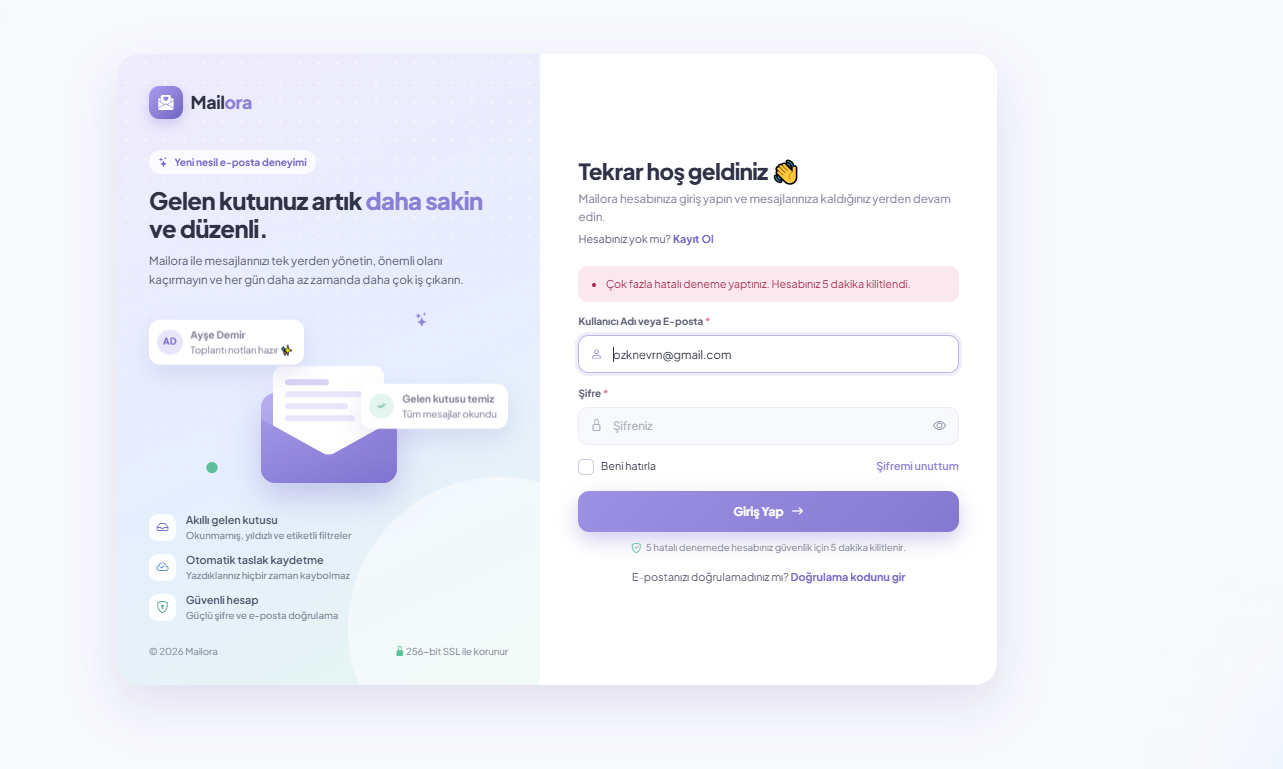 Mailora
Yeni nesil e-posta deneyimi
Gelen kutunuz artık daha sakin
ve düzenli.
Mailora ile mesajlarınızı tek yerden yönetin, önemli olanı
kaçırmayın ve her gün daha az zamanda daha çok iş çıkarın.
AD
Ayşe Demir
Toplantı notları hazır
Gelen kutusu temiz
Tüm mesajlar okundu
Akıllı gelen kutusu
Okunmamış, yıldızlı ve etiketli filtreler
Otomatik taslak kaydetme
Yazdıklarınız hiçbir zaman kaybolmaz
Güvenli hesap
Güçlü şifre ve e-posta doğrulama
© 2026 Mailora
256-bit SSL ile korunur
Tekrar hoş geldiniz 👋
Mailora hesabınıza giriş yapın ve mesajlarınıza kaldığınız yerden devam
edin.
Hesabınız yok mu? Kayıt Ol
• Çok fazla hatalı deneme yaptınız. Hesabınız 5 dakika kilitlendi.
Kullanıcı Adı veya E-posta *
ozknevrn@gmail.com
Şifre *
Şifreniz
Beni hatırla
Şifremi unuttum
Giriş Yap →
5 hatalı denemede hesabınız güvenlik için 5 dakika kilitlenir.
E-postanızı doğrulamadınız mı? Doğrulama kodunu gir